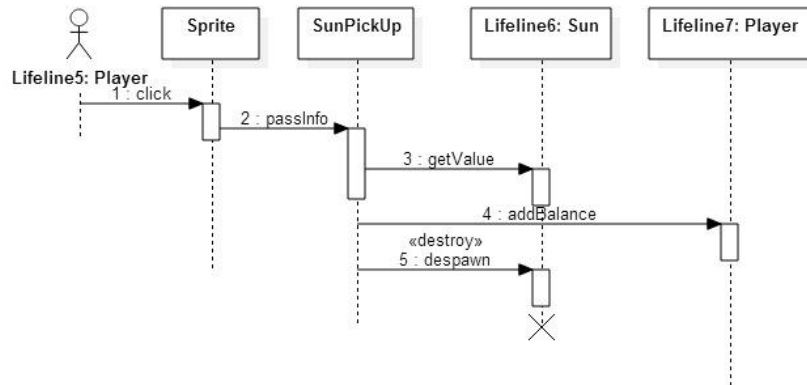 Sprite
SunPickUp
Lifeline6: Sun
Lifeline7: Player
Lifeline5: Player
1 : click
2 : passInfo
3 : getValue
4 : addBalance
«destroy»
5 : despawn